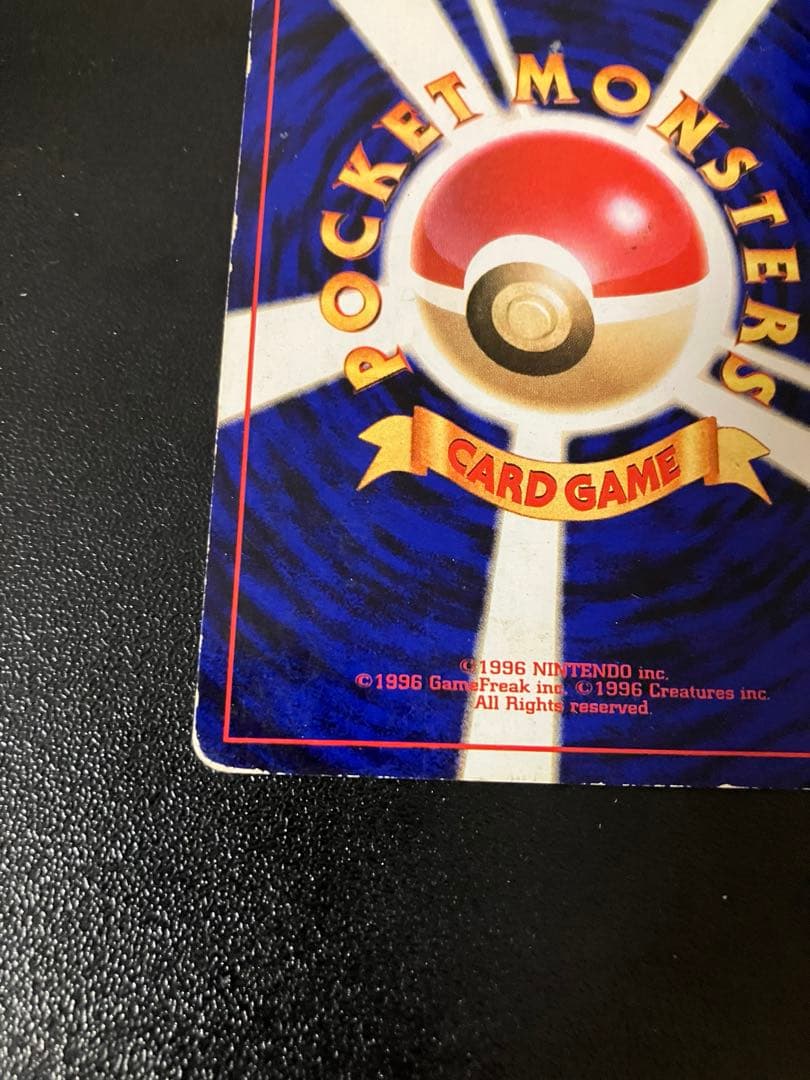 POCKET MONSTERS
CARD GAME
©1996 NINTENDO inc.
©1996 GameFreak inc. ©1996 Creatures inc.
All Rights reserved.